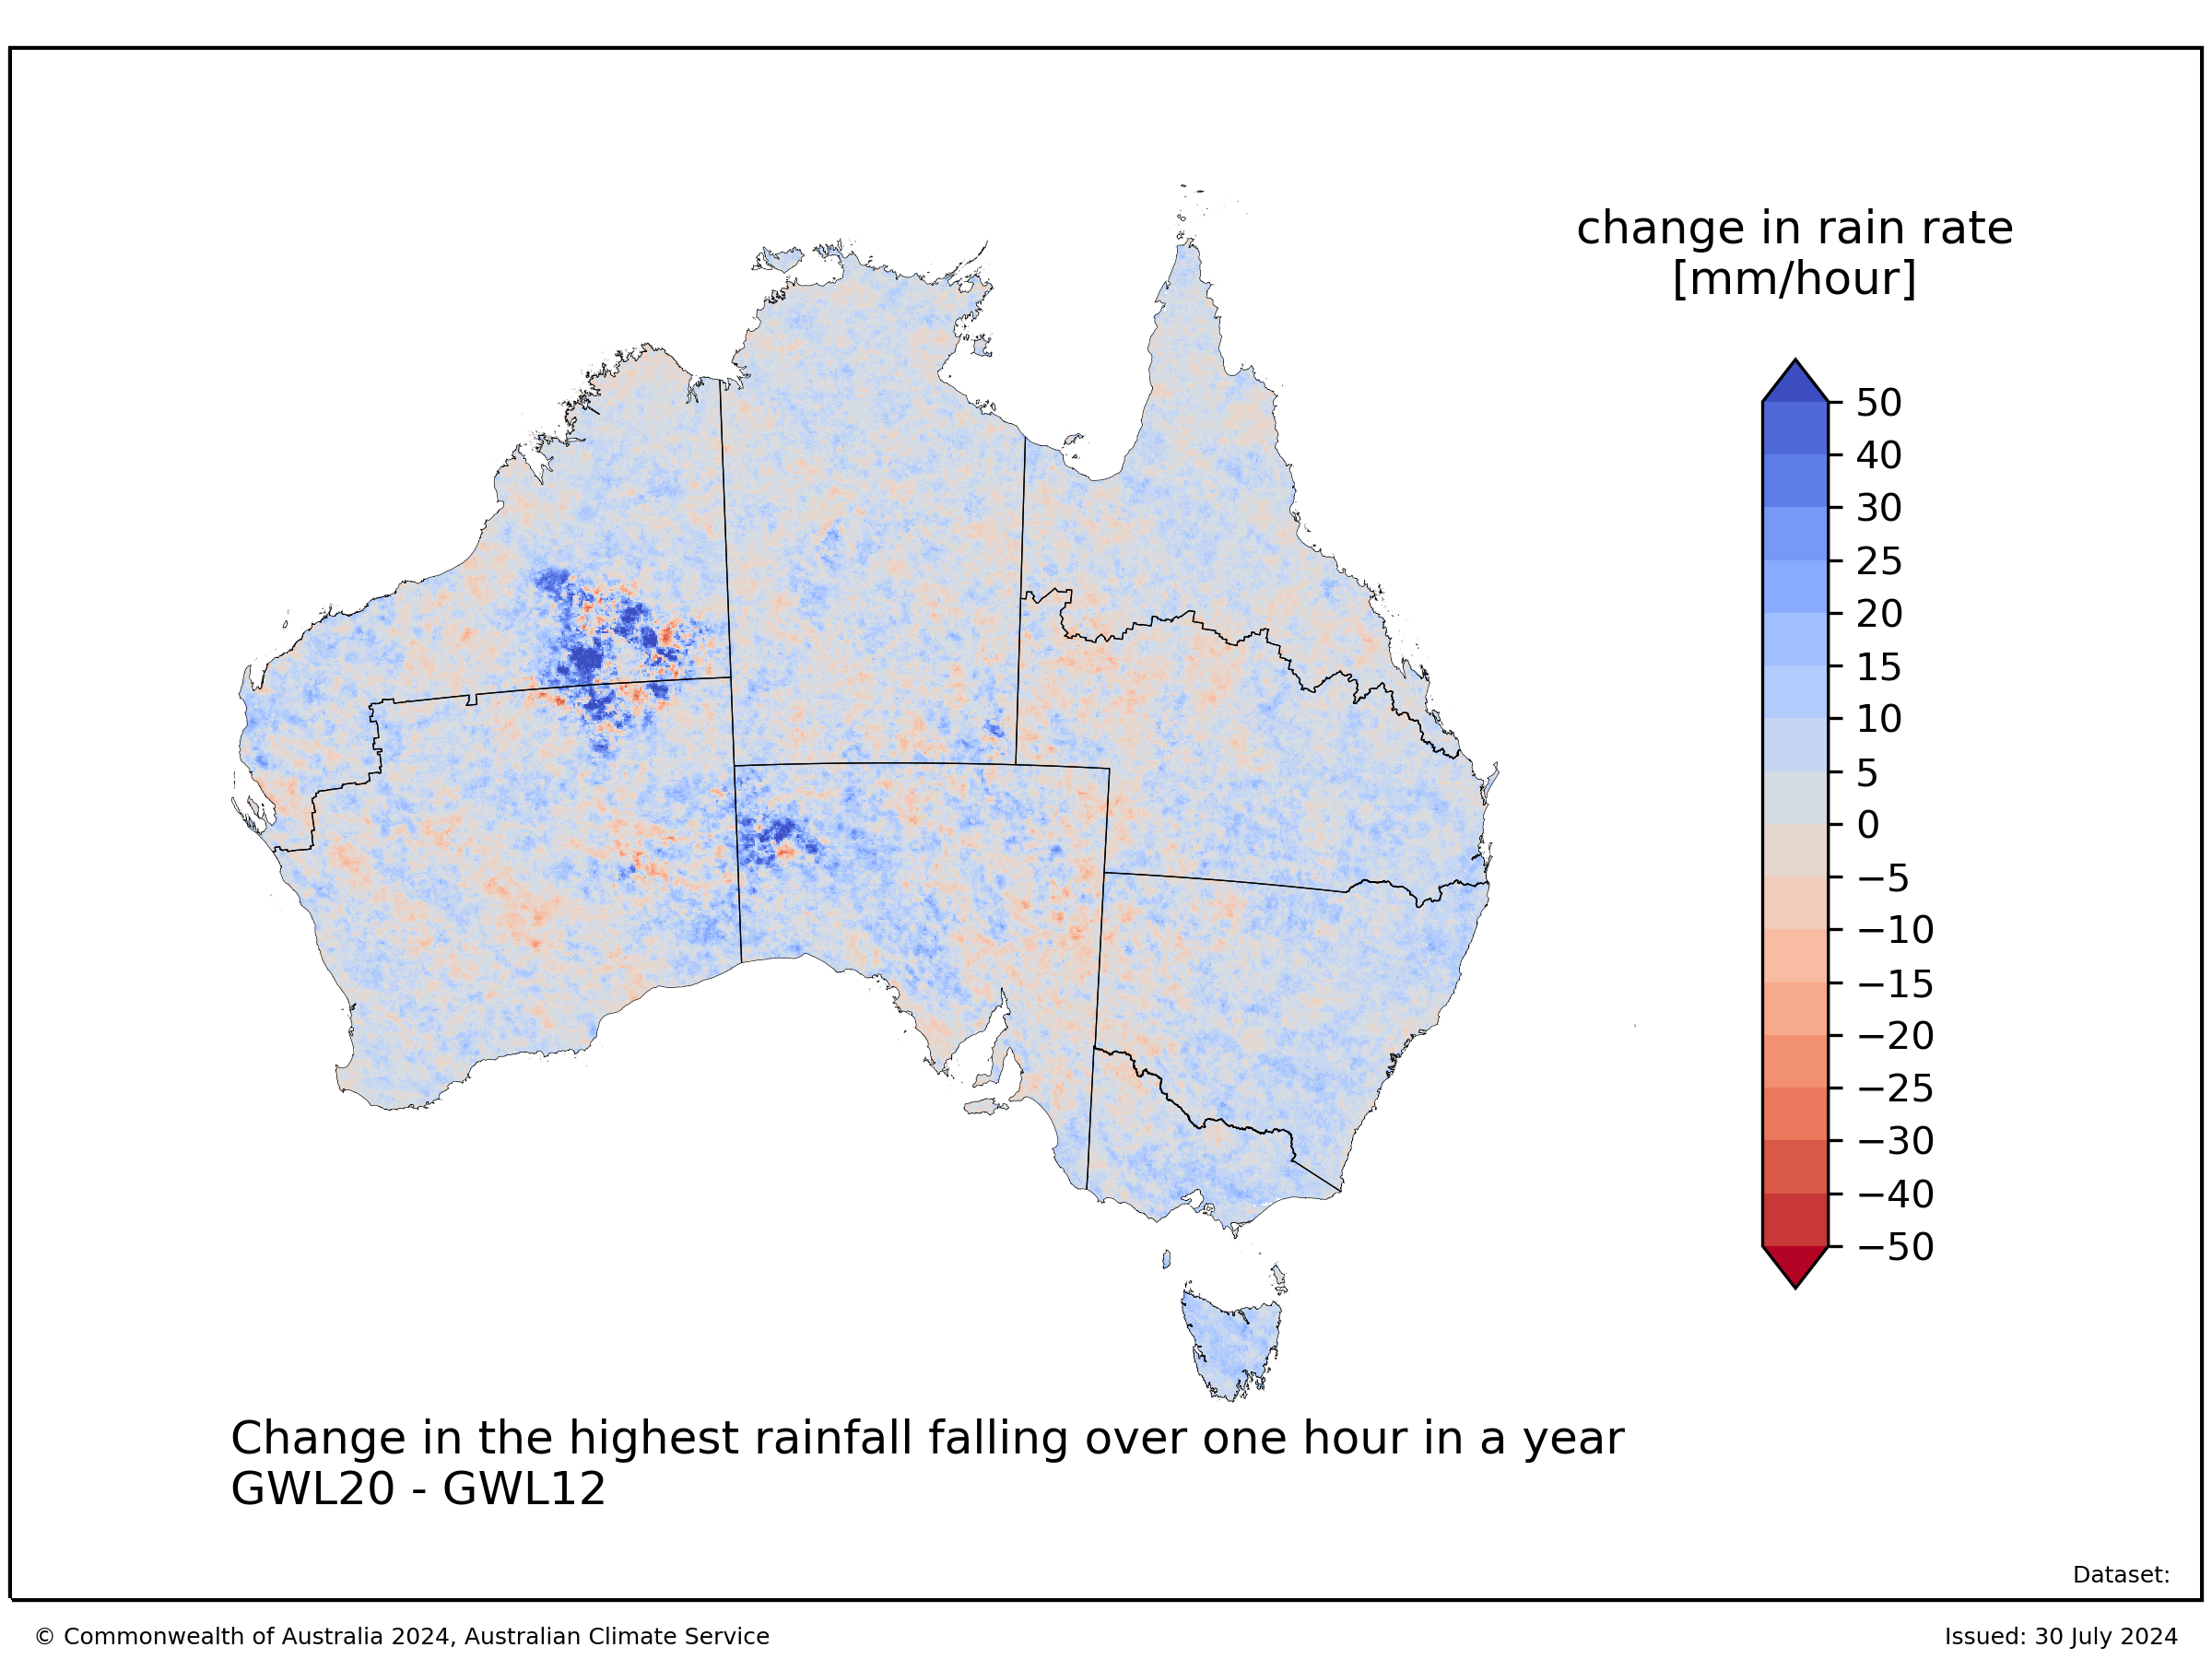 change in rain rate
[mm/hour]
50
40
30
25
20
15
10
5
0
−5
−10
−15
−20
−25
−30
−40
−50
Change in the highest rainfall falling over one hour in a year
GWL20 - GWL12
Dataset:
© Commonwealth of Australia 2024, Australian Climate Service
Issued: 30 July 2024